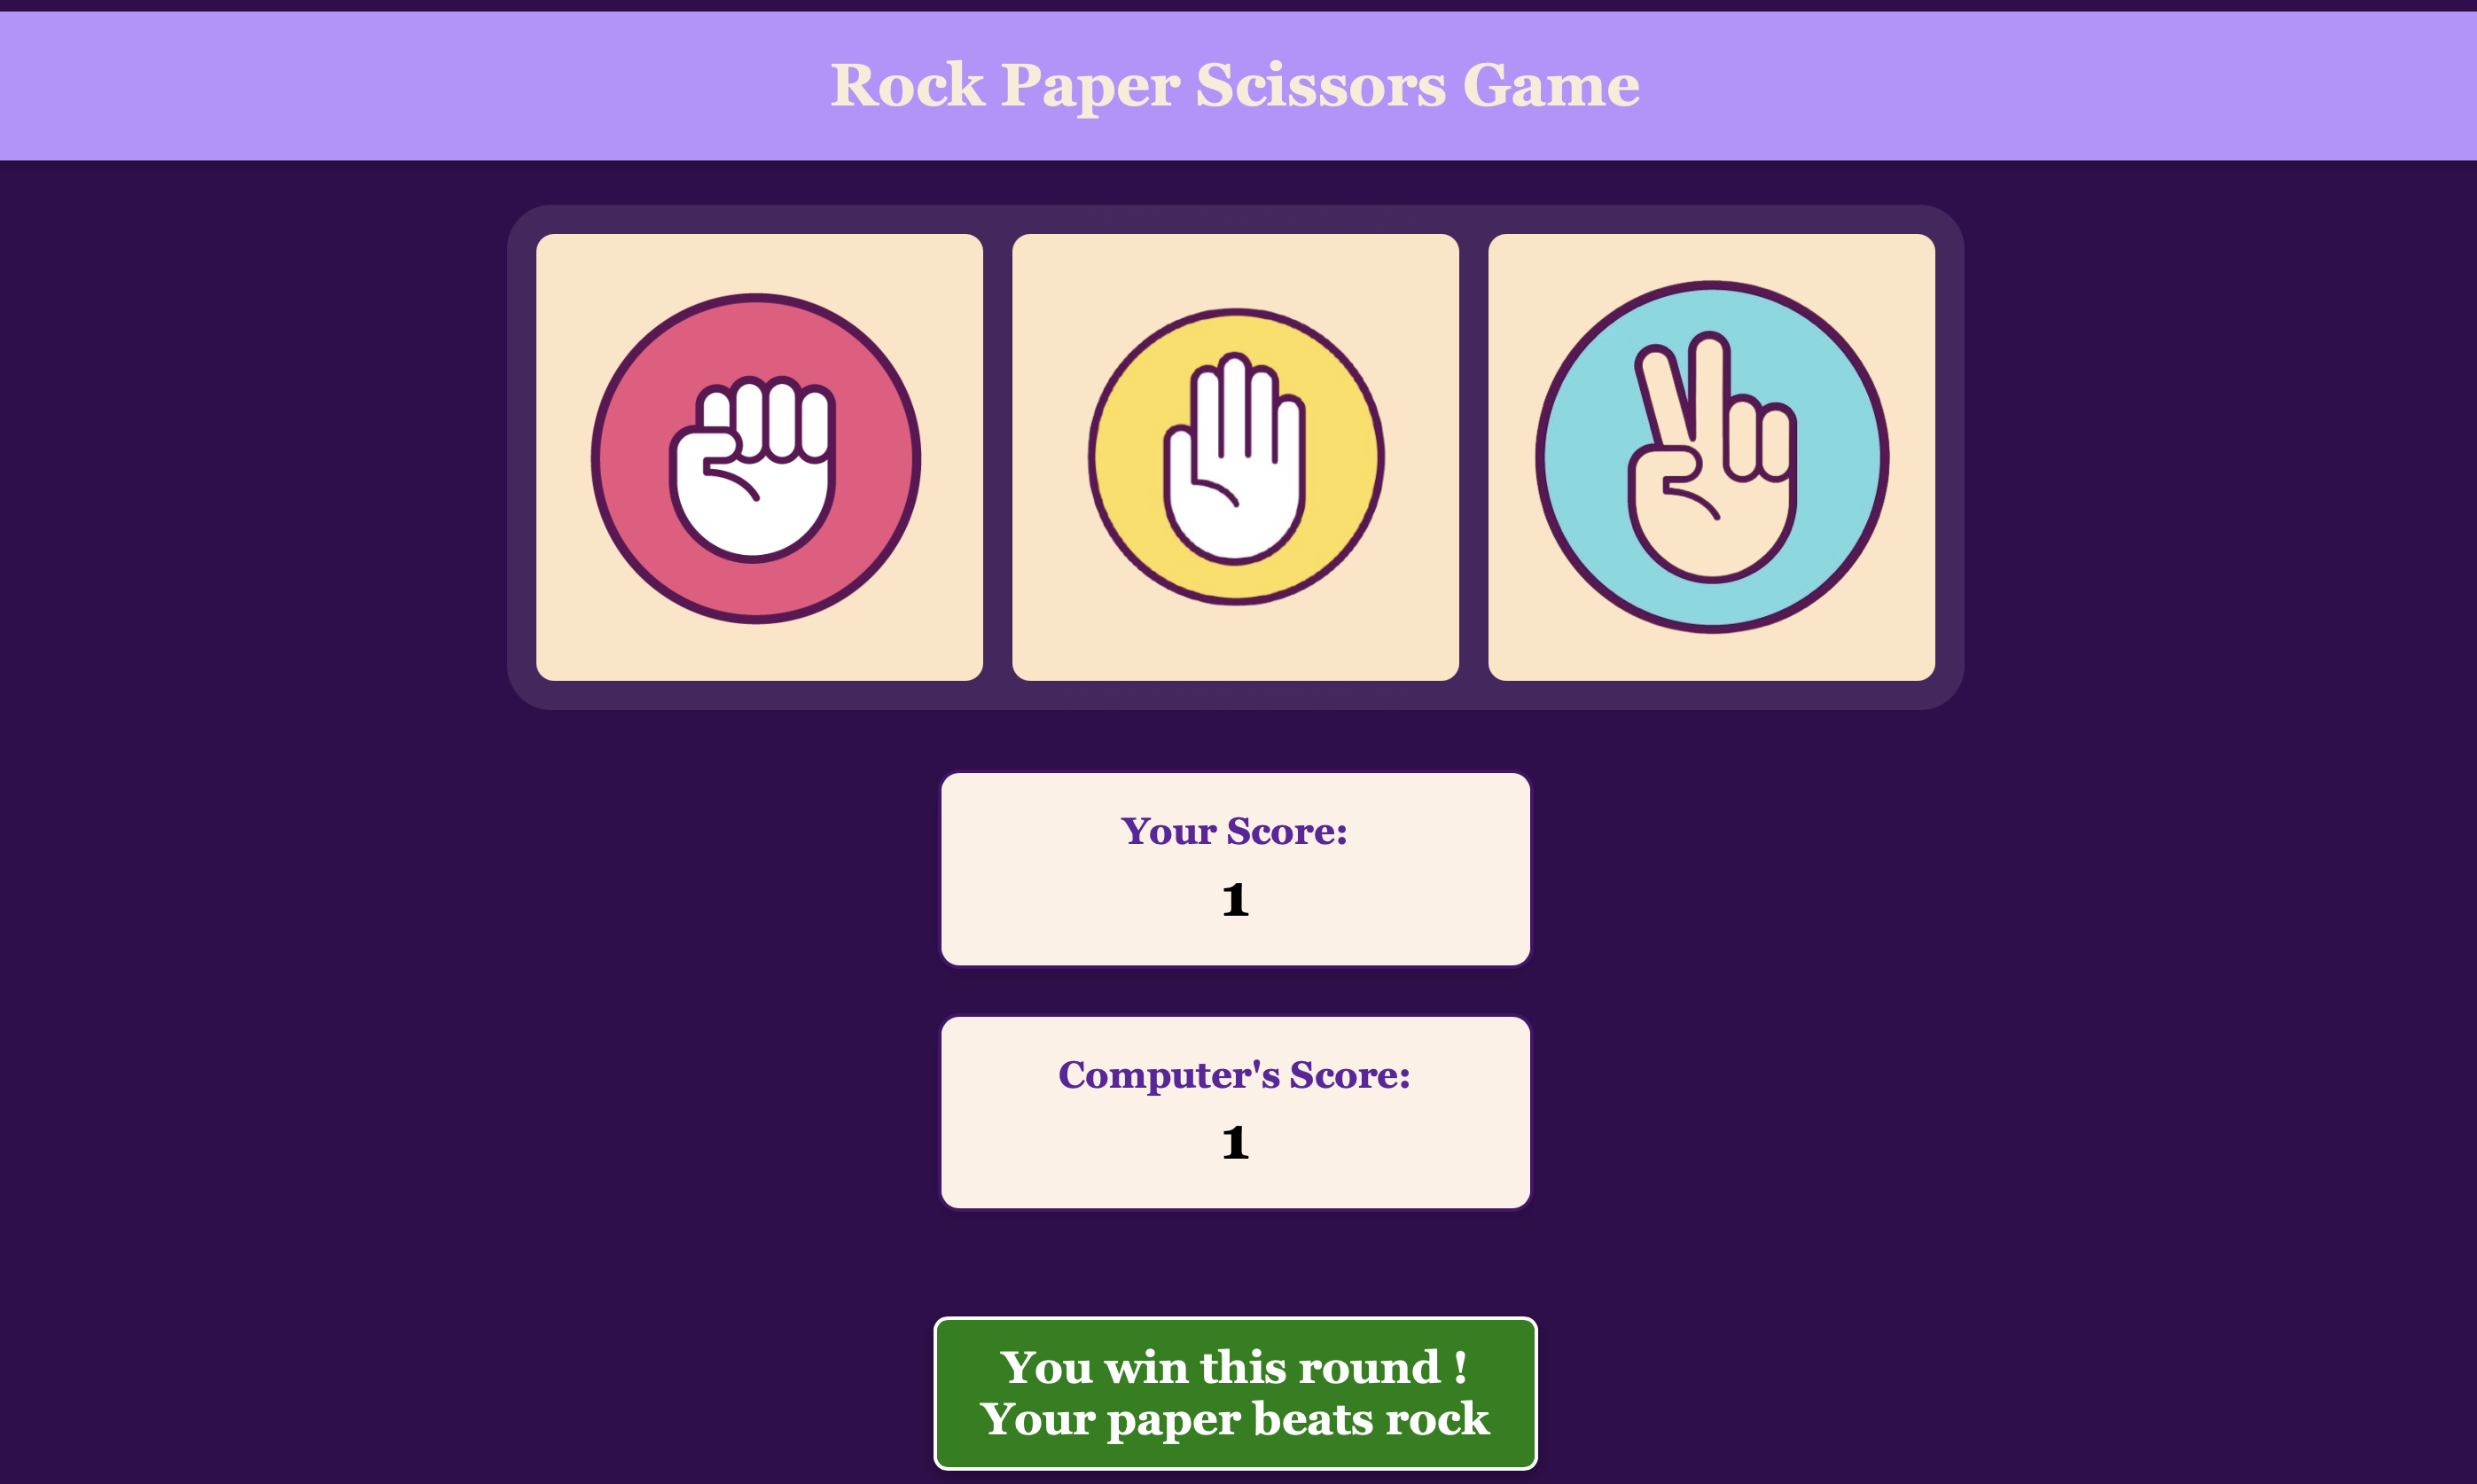 Rock Paper Scissors Game
Your Score:
1
Computer's Score:
1
You win this round !
Your paper beats rock